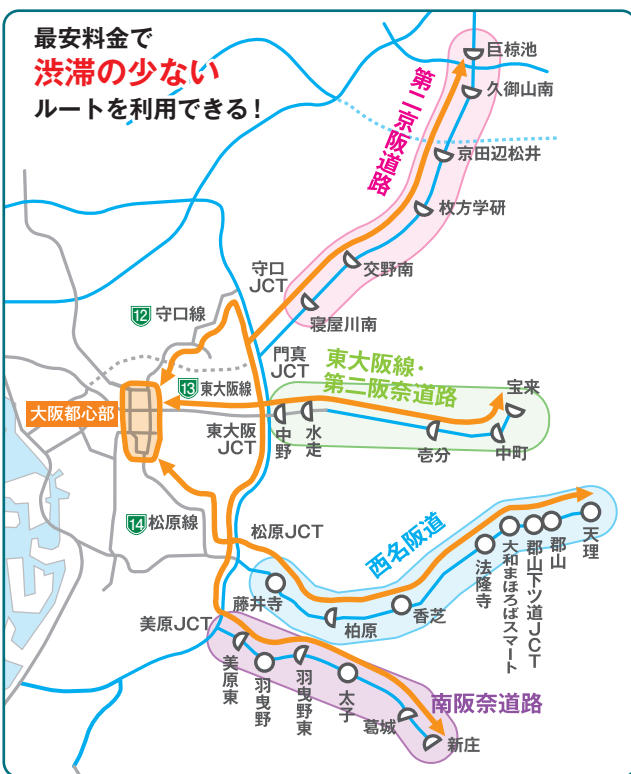 最安料金で
渋滞の少ない
ルートを利用できる!
巨椋池
久御山南
第二京阪道路
京田辺松井
枚方学研
守口
JCT
交野南
寝屋川南
12 守口線
門真
JCT
東大阪線・
第二阪奈道路
13 東大阪線
宝来
大阪都心部
東大阪
JCT
中野
水走
壱分
中町
14 松原線
松原JCT
西名阪道
天理
郡山
郡山下ツ道JCT
大和まほろばスマート
法隆寺
藤井寺
柏原
香芝
美原JCT
美原東
羽曳野
羽曳野東
太子
葛城
南阪奈道路
新庄